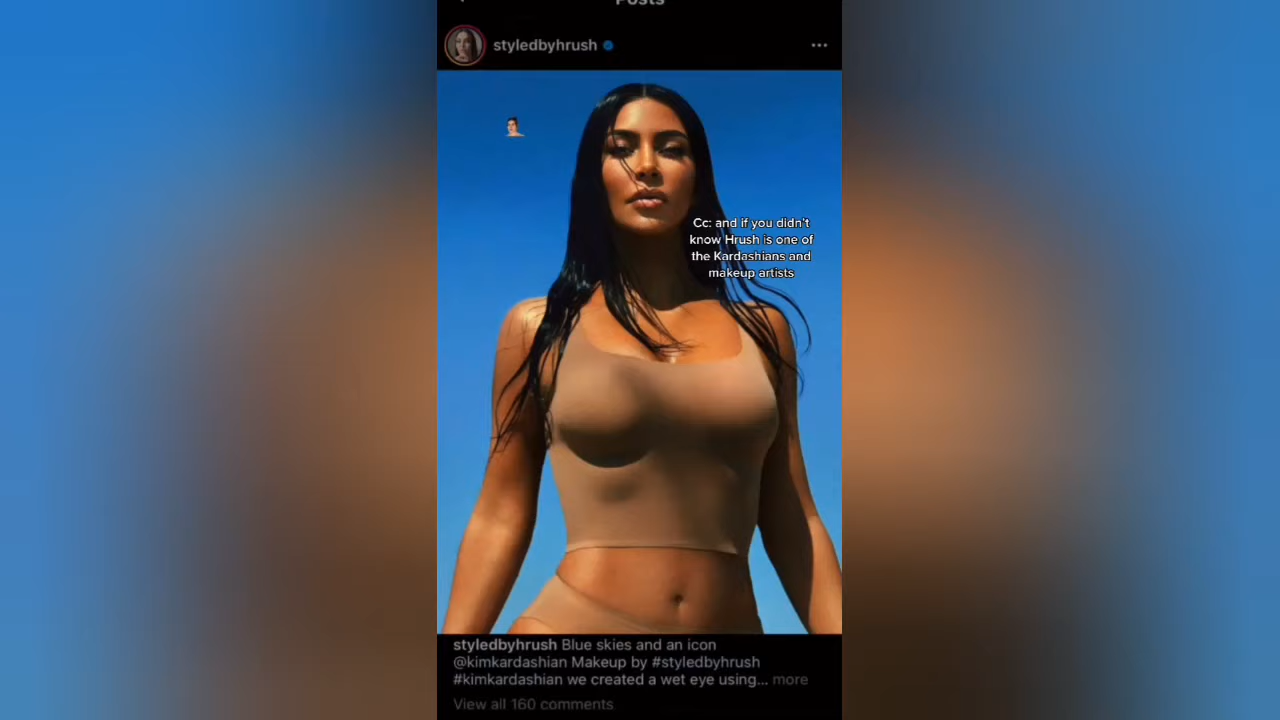 Posts
styledbyhrush
Cc: and if you didn't
know Hrush is one of
the Kardashians and
makeup artists
styledbyhrush Blue skies and an icon
@kimkardashian Makeup by #styledbyhrush
#kimkardashian we created a wet eye using... more
View all 160 comments